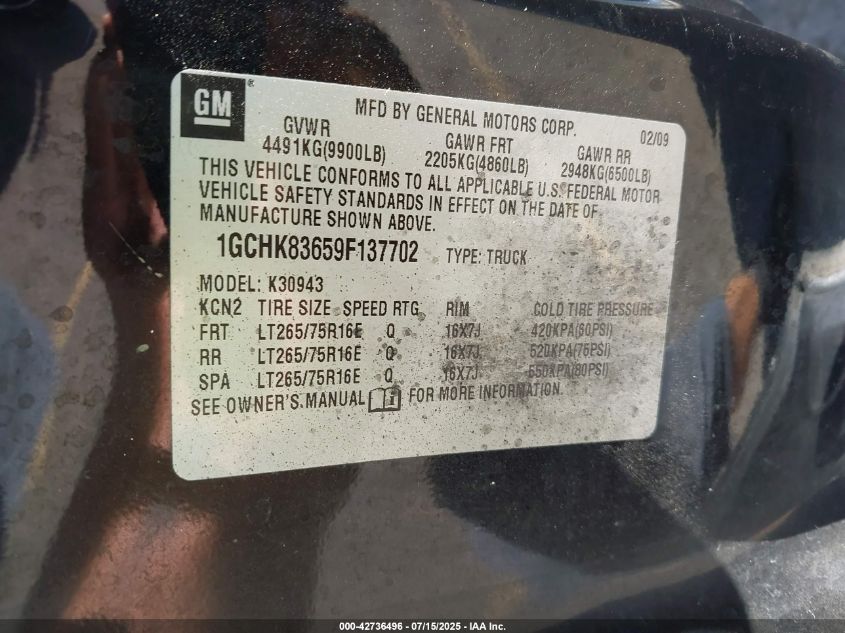 GM
MFD BY GENERAL MOTORS CORP. 02/09
GVWR GAWR FRT GAWR RR
4491KG(9900LB) 2205KG(4860LB) 2948KG(6500LB)
THIS VEHICLE CONFORMS TO ALL APPLICABLE U.S. FEDERAL MOTOR
VEHICLE SAFETY STANDARDS IN EFFECT ON THE DATE OF
MANUFACTURE SHOWN ABOVE.
1GCHK83659F137702 TYPE: TRUCK
MODEL: K30943
KCN2 TIRE SIZE SPEED RTG RIM COLD TIRE PRESSURE
FRT LT265/75R16E Q 16X7J 420KPA(60PSI)
RR LT265/75R16E Q 16X7J 520KPA(75PSI)
SPA LT265/75R16E Q 16X7J 550KPA(80PSI)
SEE OWNER'S MANUAL FOR MORE INFORMATION
000-42736496 - 07/15/2025 - IAA Inc.